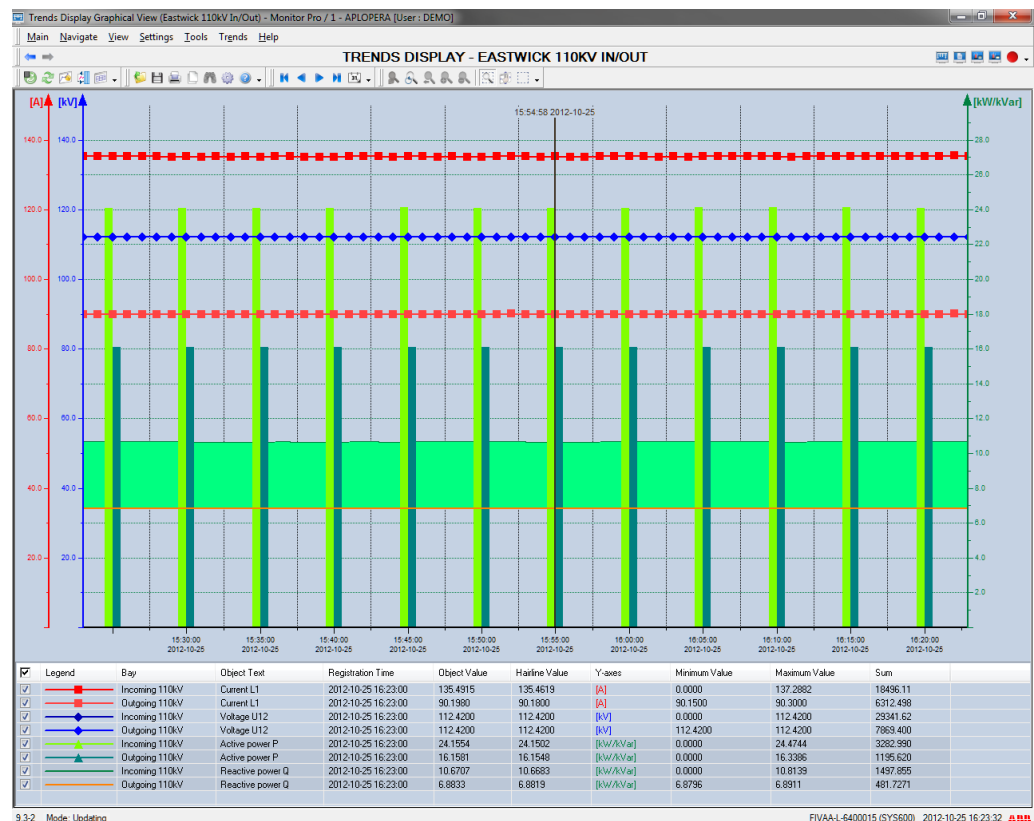 Trends Display Graphical View (Eastwick 110kV In/Out) - Monitor Pro / 1 - APLOPERA [User : DEMO]
Main Navigate View Settings Tools Trends Help
TRENDS DISPLAY - EASTWICK 110KV IN/OUT
[A] [kV] [kW/kVar]
15:54:58 2012-10-25
140.0 140.0 28.0
26.0
120.0 120.0 24.0
22.0
100.0 100.0 20.0
18.0
80.0 80.0 16.0
14.0
60.0 60.0 12.0
10.0
40.0 40.0 8.0
6.0
20.0 20.0 4.0
2.0
15:30:00 15:35:00 15:40:00 15:45:00 15:50:00 15:55:00 16:00:00 16:05:00 16:10:00 16:15:00 16:20:00
2012-10-25 2012-10-25 2012-10-25 2012-10-25 2012-10-25 2012-10-25 2012-10-25 2012-10-25 2012-10-25 2012-10-25 2012-10-25
Legend Bay Object Text Registration Time Object Value Hairline Value Y-axes Minimum Value Maximum Value Sum
Incoming 110kV Current L1 2012-10-25 16:23:00 135.4915 135.4619 [A] 0.0000 137.2882 18496.11
Outgoing 110kV Current L1 2012-10-25 16:23:00 90.1980 90.1800 [A] 90.1500 90.3000 6312.498
Incoming 110kV Voltage U12 2012-10-25 16:23:00 112.4200 112.4200 [kV] 0.0000 112.4200 29341.62
Outgoing 110kV Voltage U12 2012-10-25 16:23:00 112.4200 112.4200 [kV] 112.4200 112.4200 7869.400
Incoming 110kV Active power P 2012-10-25 16:23:00 24.1554 24.1502 [kW/kVar] 0.0000 24.4744 3282.990
Outgoing 110kV Active power P 2012-10-25 16:23:00 16.1581 16.1548 [kW/kVar] 0.0000 16.3386 1195.620
Incoming 110kV Reactive power Q 2012-10-25 16:23:00 10.6707 10.6683 [kW/kVar] 0.0000 10.8139 1497.855
Outgoing 110kV Reactive power Q 2012-10-25 16:23:00 6.8833 6.8819 [kW/kVar] 6.8796 6.8911 481.7271
9.3-2 Mode: Updating FIVAA-L-6400015 (SYS600) 2012-10-25 16:23:32 ABB